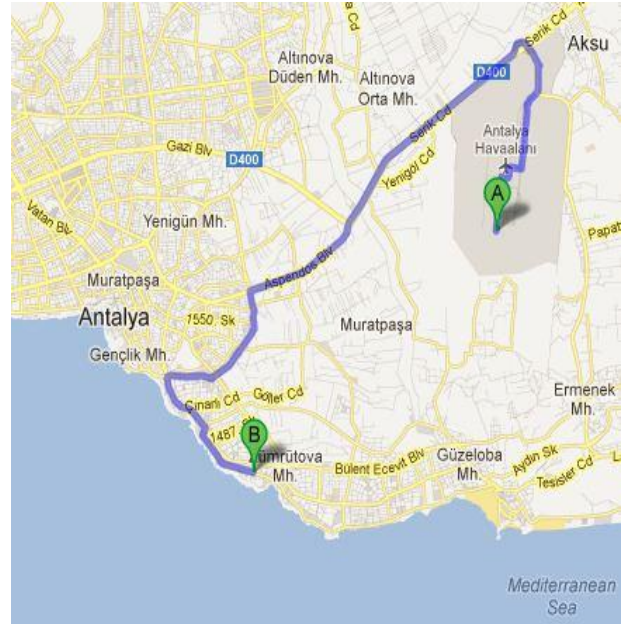 Serik Cd
Aksu
Altınova
Düden Mh.
D400
Altınova
Orta Mh.
Antalya
Havaalanı
Serik Cd
Gazi Blv
D400
Yenigöl Cd
A
Vatan Blv
Yenigün Mh.
Aspendos Blv
Muratpaşa
Antalya
1550. Sk
Muratpaşa
Gençlik Mh.
Çınarlı Cd
Göller Cd
Ermenek
Mh.
1487. Sk
B
Güzeloba
Mh.
Bülent Ecevit Blv
Mh.
Aydın Sk
Tesisler Cd
Mediterranean
Sea